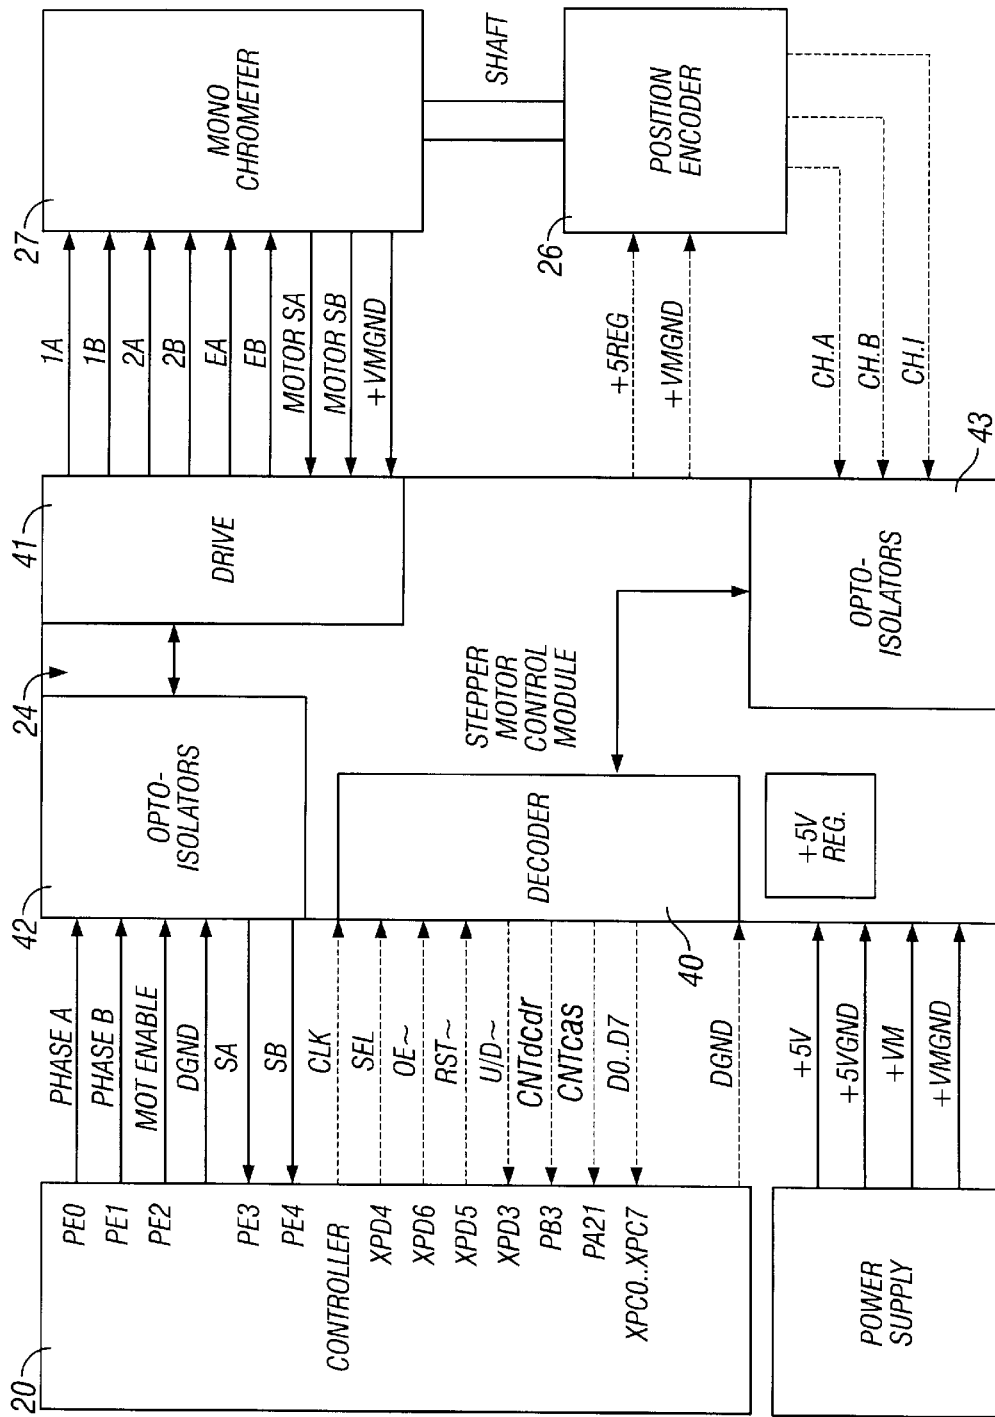 20
PE0
PE1
PE2
PE3
PE4
CONTROLLER
XPD4
XPD6
XPD5
XPD3
PB3
PA21
XPC0..XPC7
POWER
SUPPLY
PHASE A
PHASE B
MOT ENABLE
DGND
SA
SB
CLK
SEL
OE~
RST~
U/D~
CNTdcdr
CNTcas
D0..D7
DGND
+5V
+5VGND
+VM
+VMGND
42
OPTO-
ISOLATORS
24
DECODER
40
STEPPER
MOTOR
CONTROL
MODULE
+5V
REG.
41
DRIVE
OPTO-
ISOLATORS
43
1A
1B
2A
2B
EA
EB
MOTOR SA
MOTOR SB
+VMGND
+5REG
+VMGND
CH.A
CH.B
CH.I
27
MONO
CHROMETER
SHAFT
26
POSITION
ENCODER